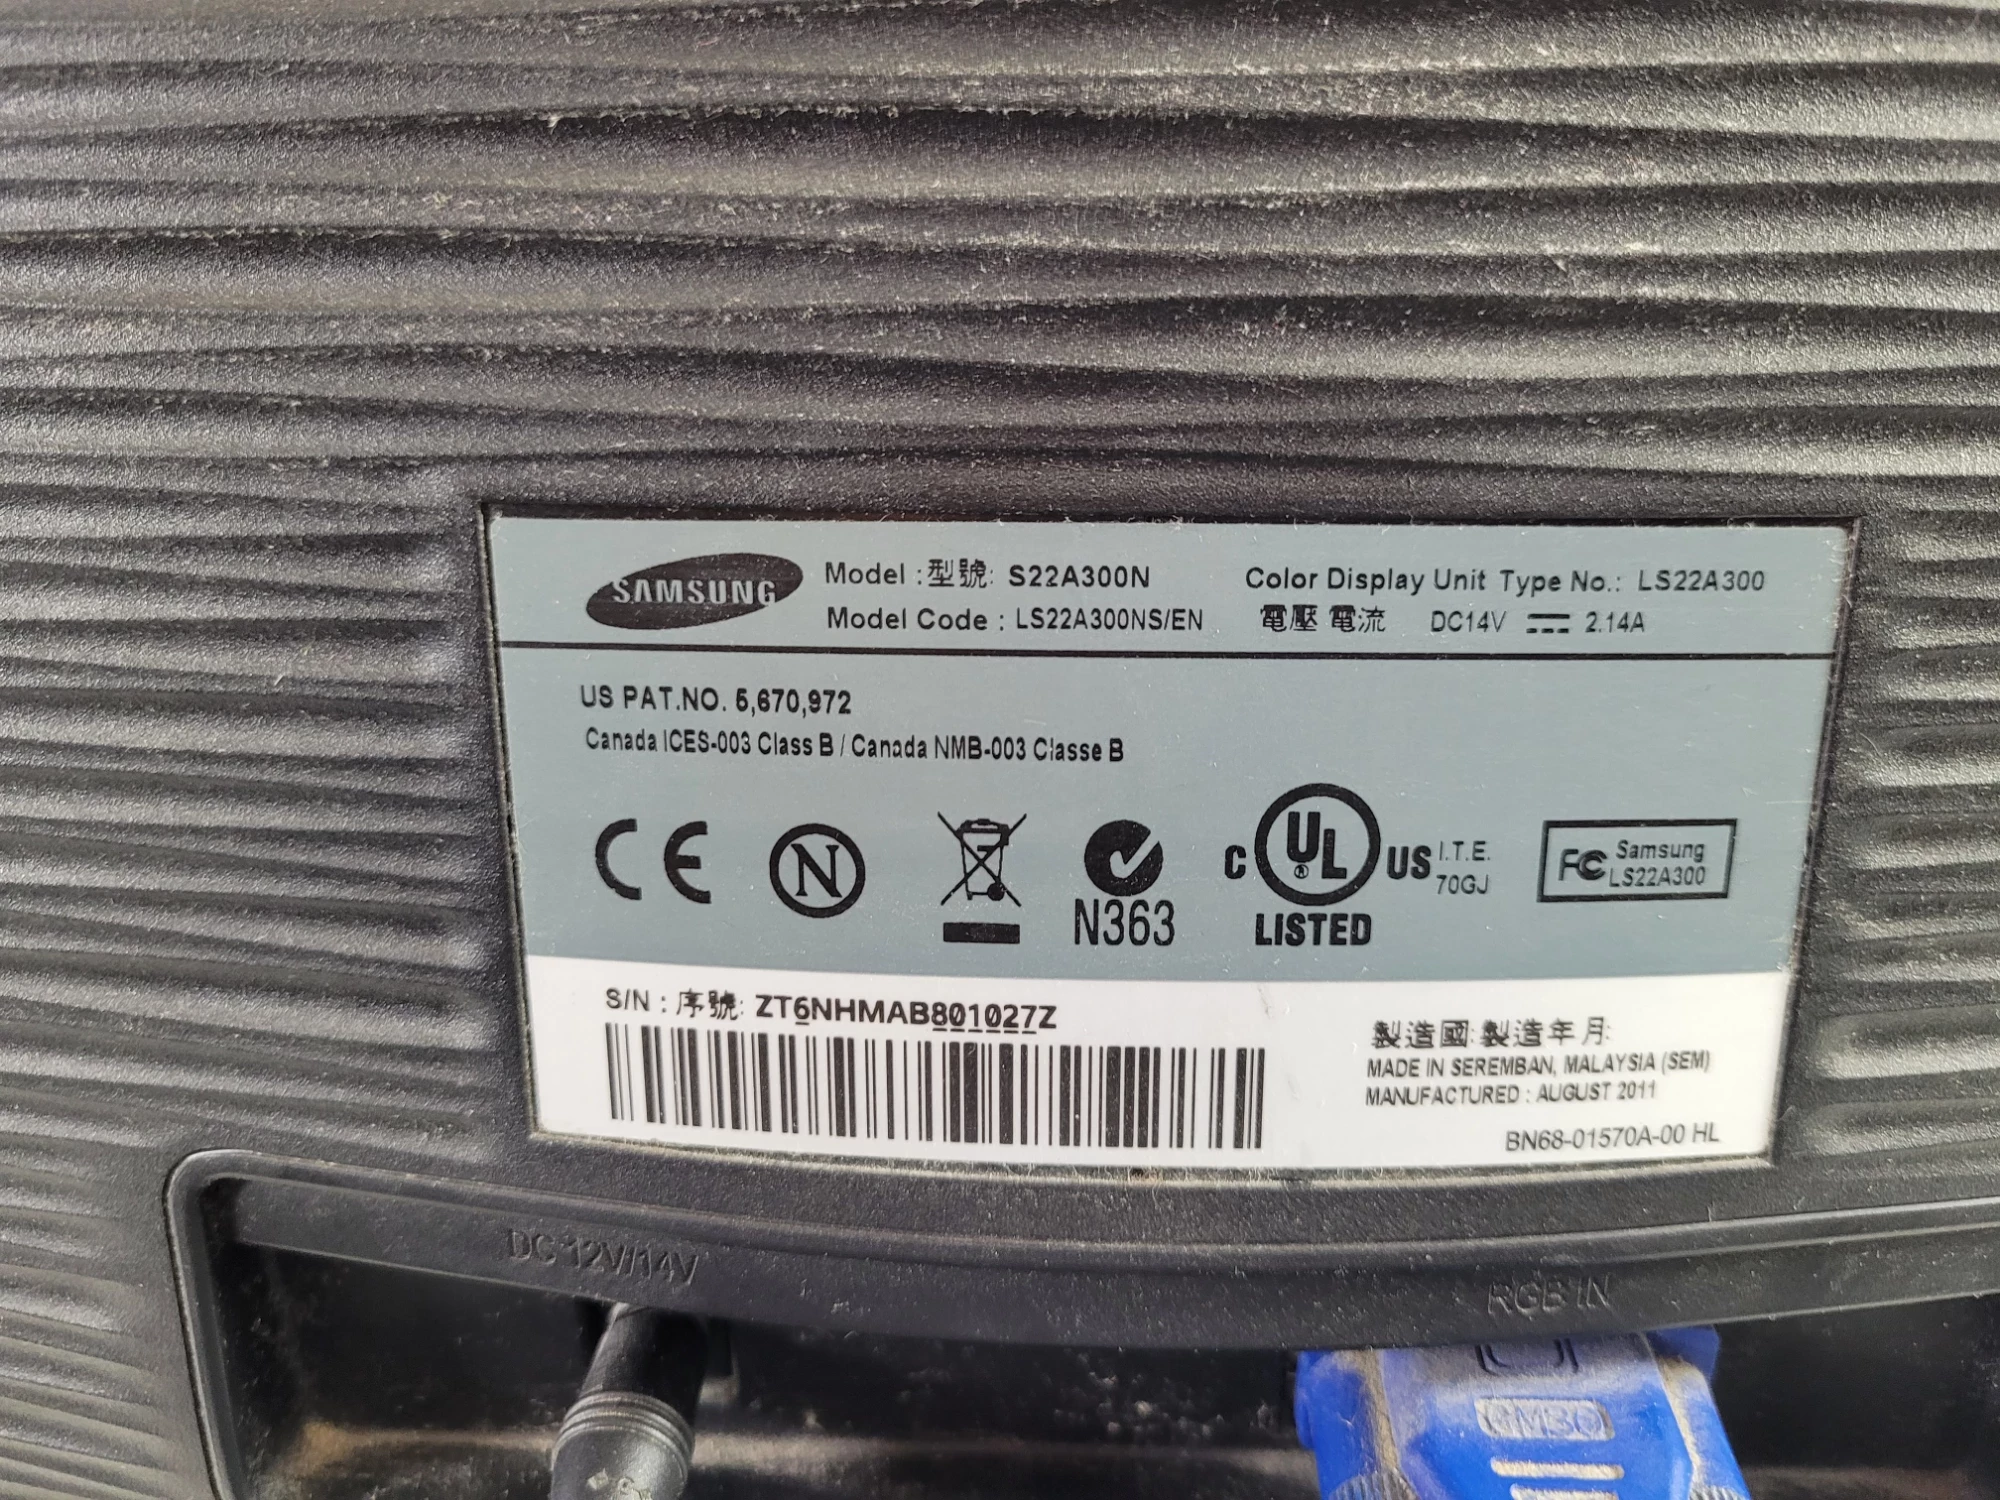 SAMSUNG
Model :型號: S22A300N
Model Code : LS22A300NS/EN
Color Display Unit Type No.: LS22A300
電壓 電流 DC14V 2.14A
US PAT.NO. 5,670,972
Canada ICES-003 Class B / Canada NMB-003 Classe B
CE
N
N363
C UL ® US
LISTED
I.T.E.
70GJ
FC Samsung
LS22A300
S/N : 序號: ZT6NHMAB801027Z
製造國: 製造年月:
MADE IN SEREMBAN, MALAYSIA (SEM)
MANUFACTURED : AUGUST 2011
BN68-01570A-00 HL
DC 12V/14V
RGB IN